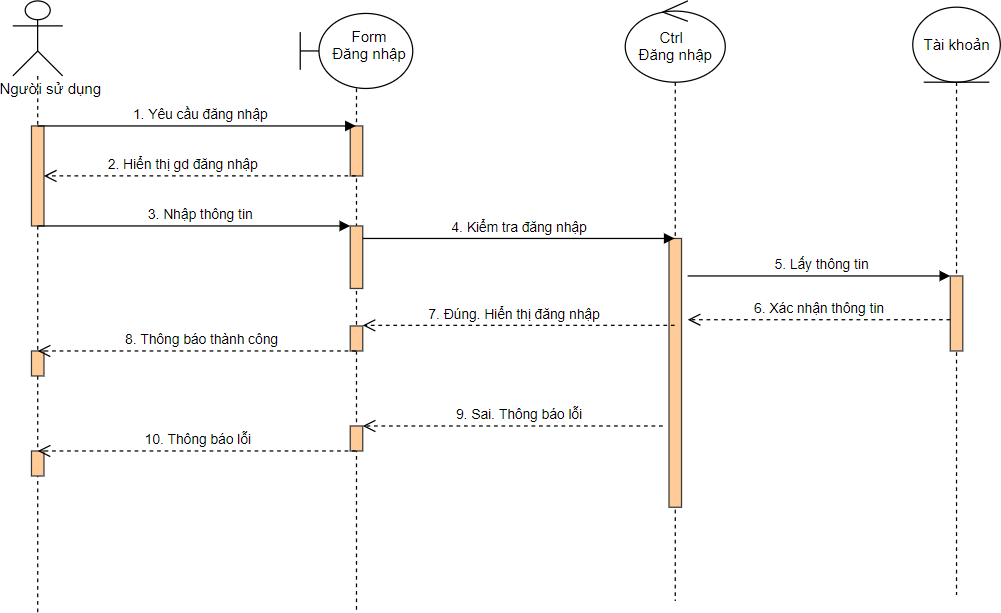 Form
Đăng nhập
Ctrl
Đăng nhập
Tài khoản
Người sử dụng
1. Yêu cầu đăng nhập
2. Hiển thị gd đăng nhập
3. Nhập thông tin
4. Kiểm tra đăng nhập
5. Lấy thông tin
6. Xác nhận thông tin
7. Đúng. Hiển thị đăng nhập
8. Thông báo thành công
9. Sai. Thông báo lỗi
10. Thông báo lỗi